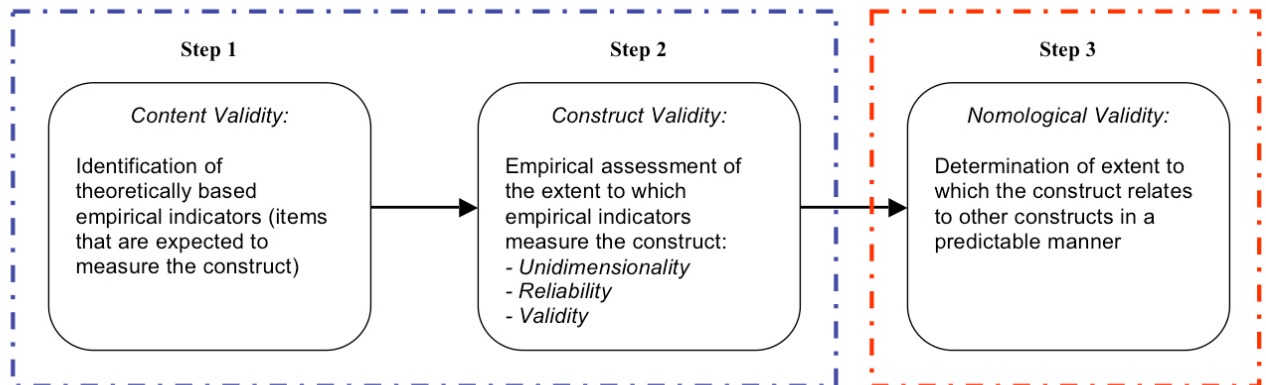 Step 1
Content Validity:
Identification of
theoretically based
empirical indicators (items
that are expected to
measure the construct)
Step 2
Construct Validity:
Empirical assessment of
the extent to which
empirical indicators
measure the construct:
- Unidimensionality
- Reliability
- Validity
Step 3
Nomological Validity:
Determination of extent to
which the construct relates
to other constructs in a
predictable manner